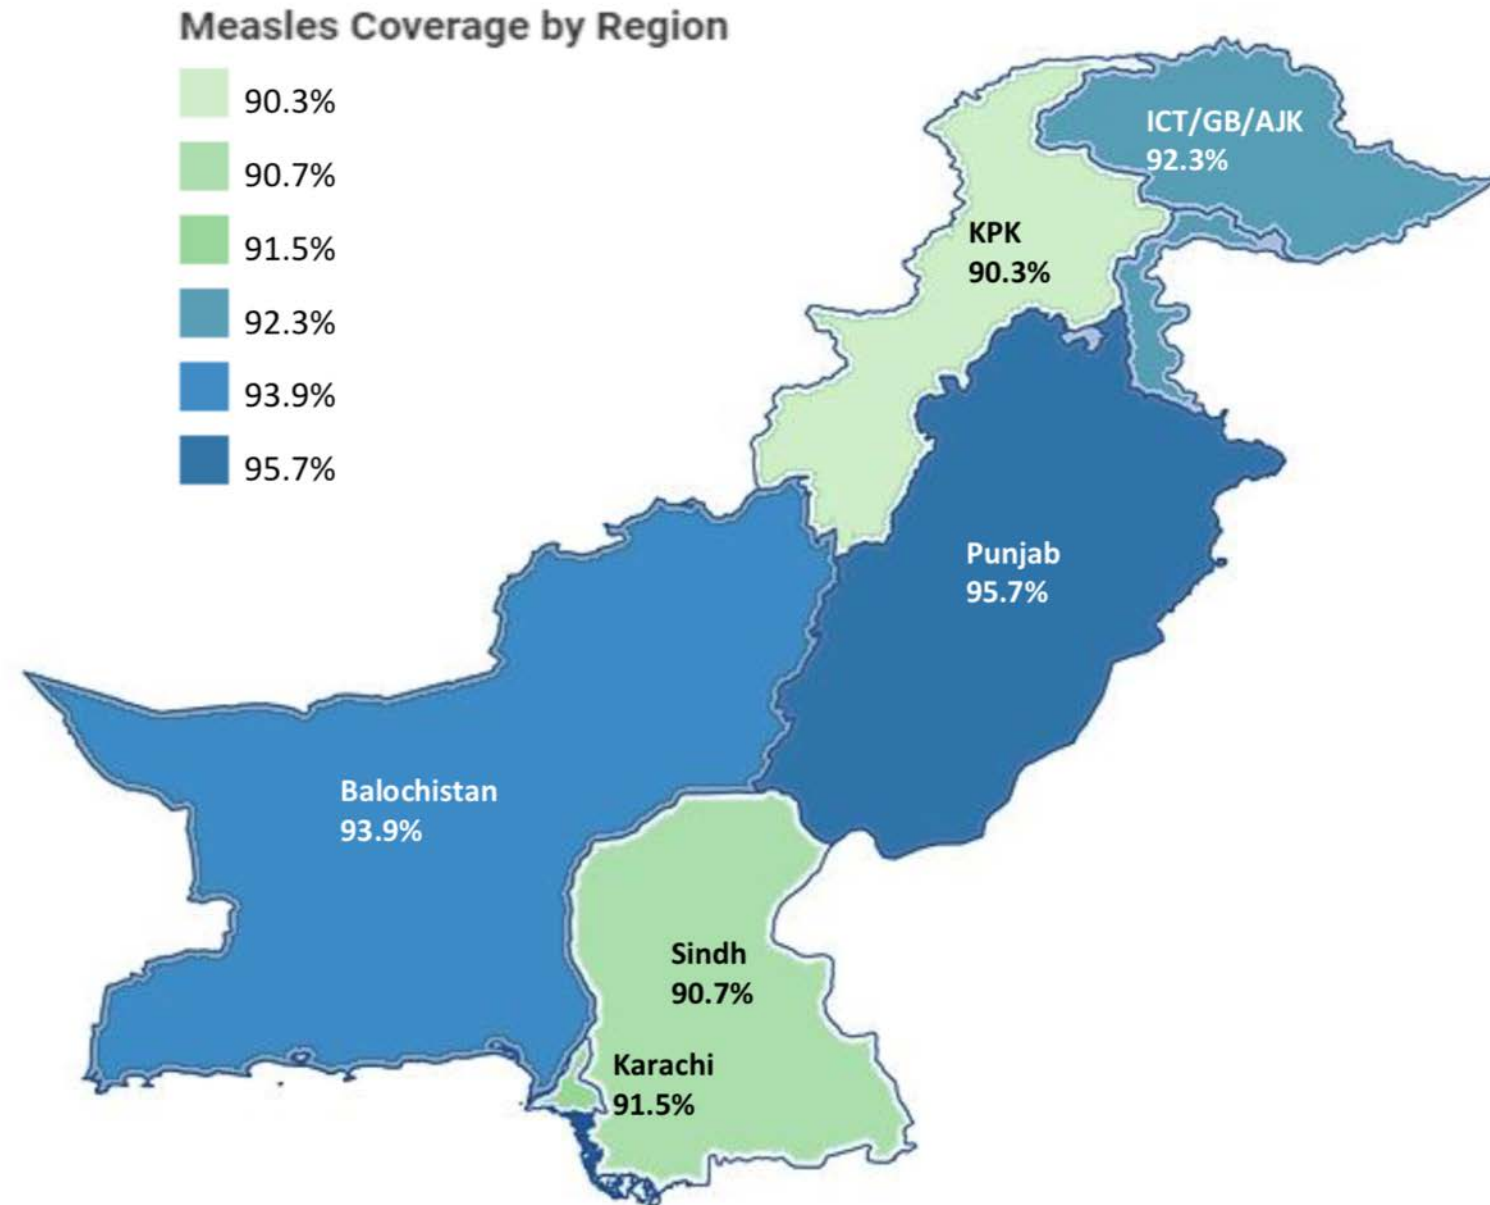 Measles Coverage by Region
90.3%
90.7%
91.5%
92.3%
93.9%
95.7%
ICT/GB/AJK
92.3%
KPK
90.3%
Punjab
95.7%
Balochistan
93.9%
Sindh
90.7%
Karachi
91.5%